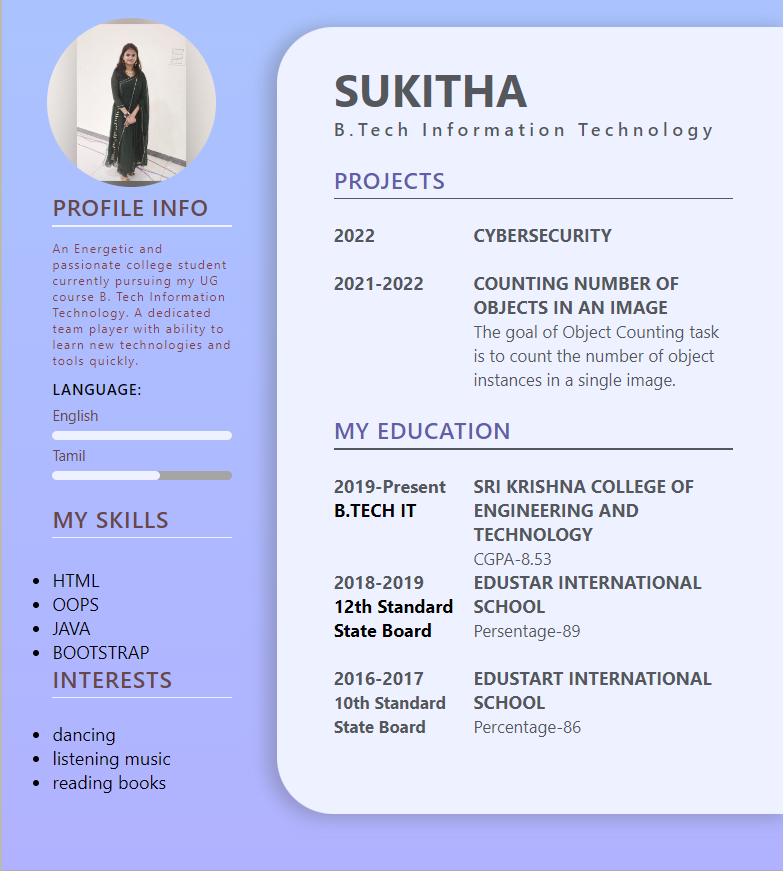 PROFILE INFO
An Energetic and
passionate college student
currently pursuing my UG
course B. Tech Information
Technology. A dedicated
team player with ability to
learn new technologies and
tools quickly.
LANGUAGE:
English
Tamil
MY SKILLS
HTML
OOPS
JAVA
BOOTSTRAP
INTERESTS
dancing
listening music
reading books
SUKITHA
B.Tech Information Technology
PROJECTS
2022 CYBERSECURITY
2021-2022 COUNTING NUMBER OF
OBJECTS IN AN IMAGE
The goal of Object Counting task
is to count the number of object
instances in a single image.
MY EDUCATION
2019-Present SRI KRISHNA COLLEGE OF
B.TECH IT ENGINEERING AND
TECHNOLOGY
CGPA-8.53
2018-2019 EDUSTAR INTERNATIONAL
12th Standard SCHOOL
State Board Persentage-89
2016-2017 EDUSTART INTERNATIONAL
10th Standard SCHOOL
State Board Percentage-86